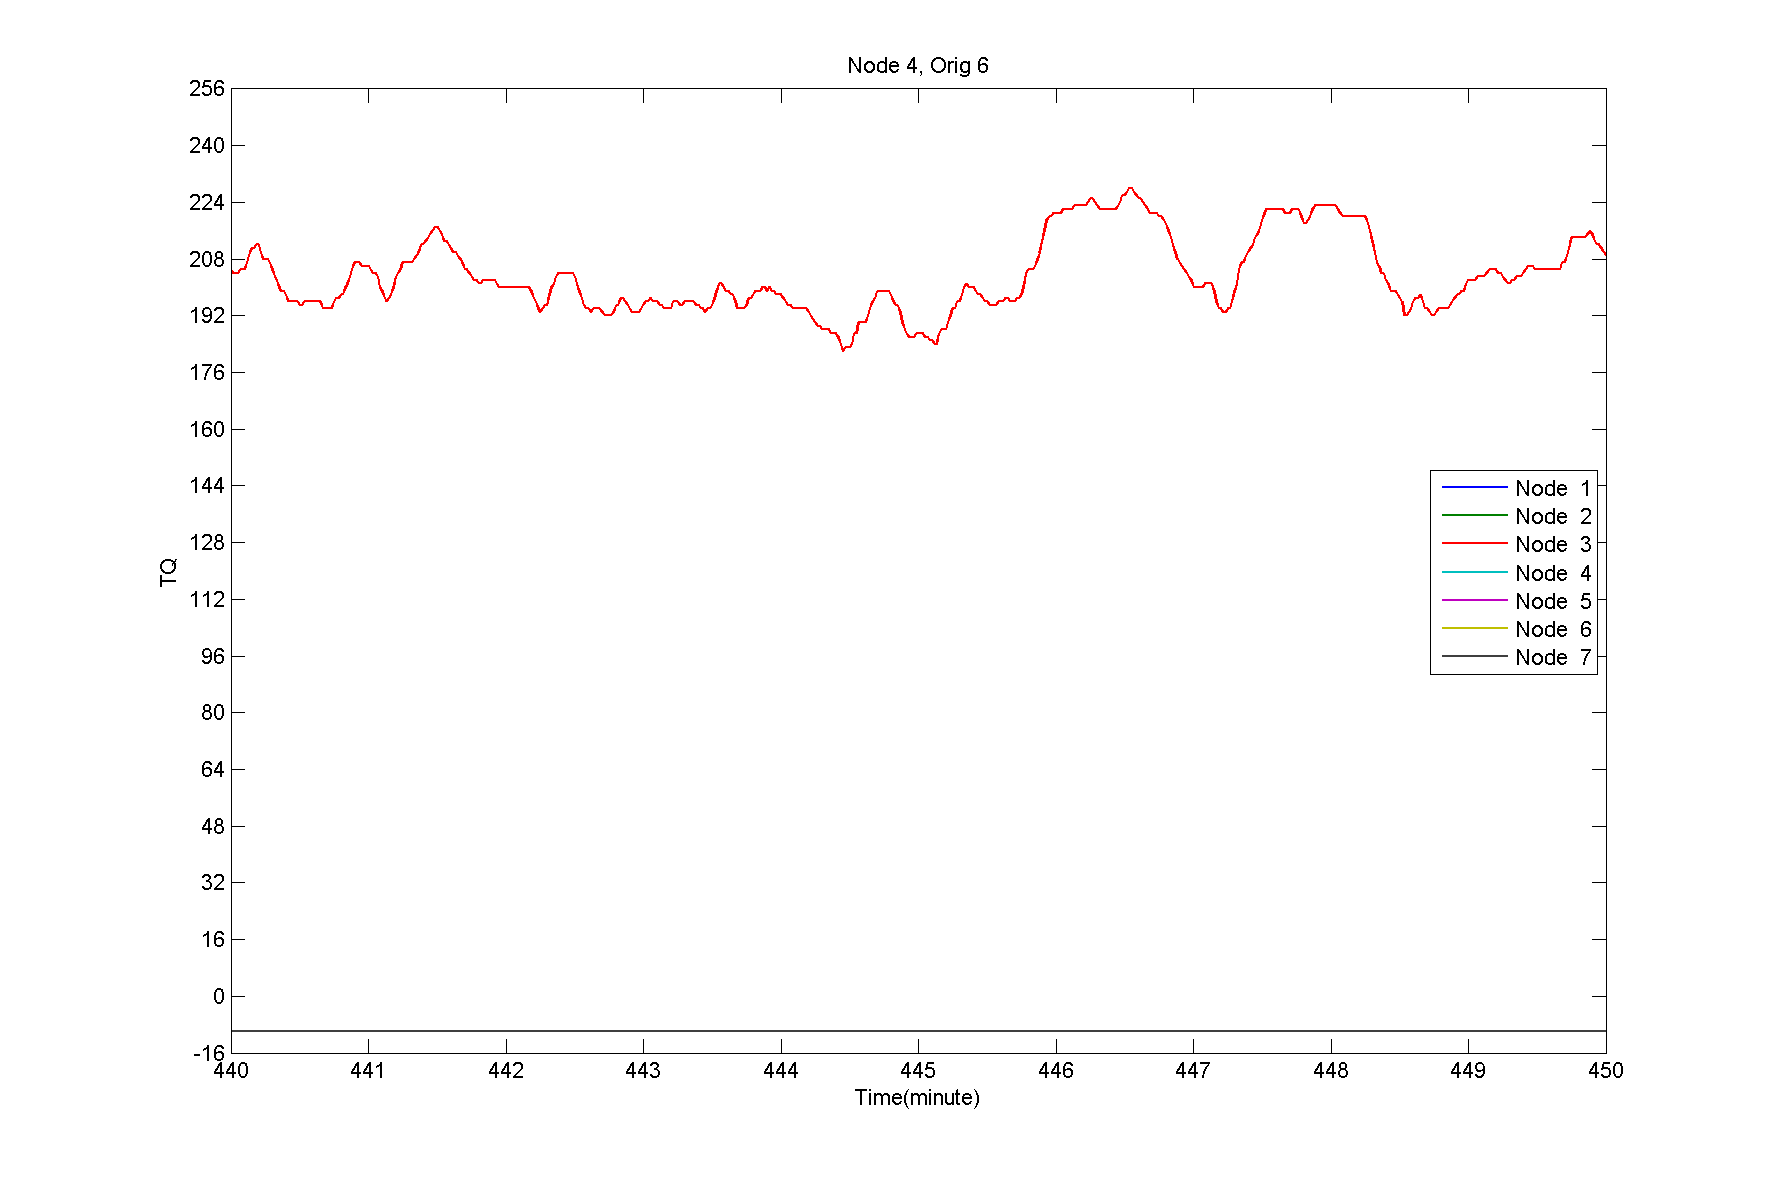 Node 4, Orig 6
256
240
224
208
192
176
160
144
128
112
96
80
64
48
32
16
0
-16
TQ
Node 1
Node 2
Node 3
Node 4
Node 5
Node 6
Node 7
440 441 442 443 444 445 446 447 448 449 450
Time(minute)